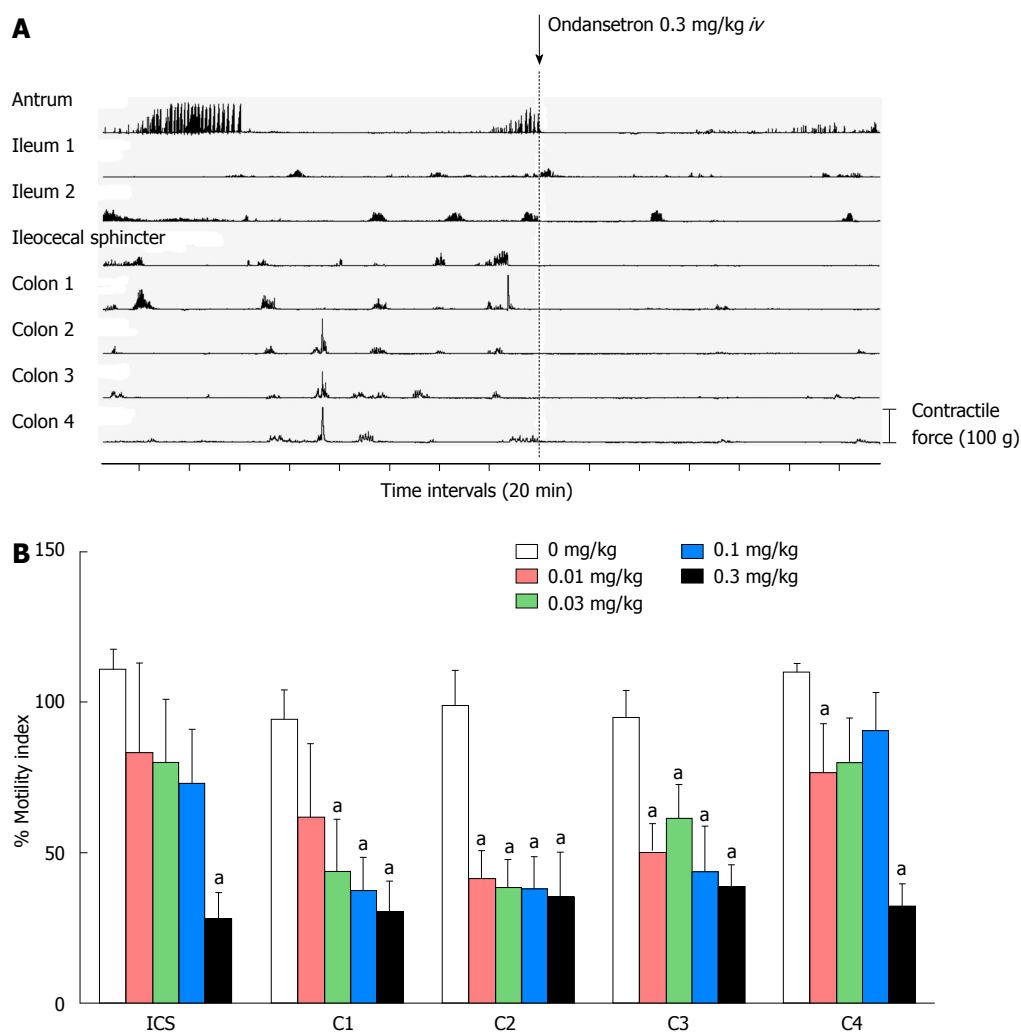 A
Ondansetron 0.3 mg/kg iv
Antrum
Ileum 1
Ileum 2
Ileocecal sphincter
Colon 1
Colon 2
Colon 3
Colon 4
Contractile
force (100 g)
Time intervals (20 min)
B
150
100
50
0
% Motility index
0 mg/kg
0.01 mg/kg
0.03 mg/kg
0.1 mg/kg
0.3 mg/kg
a
a a a
a a a a
a a a a
a a
ICS C1 C2 C3 C4